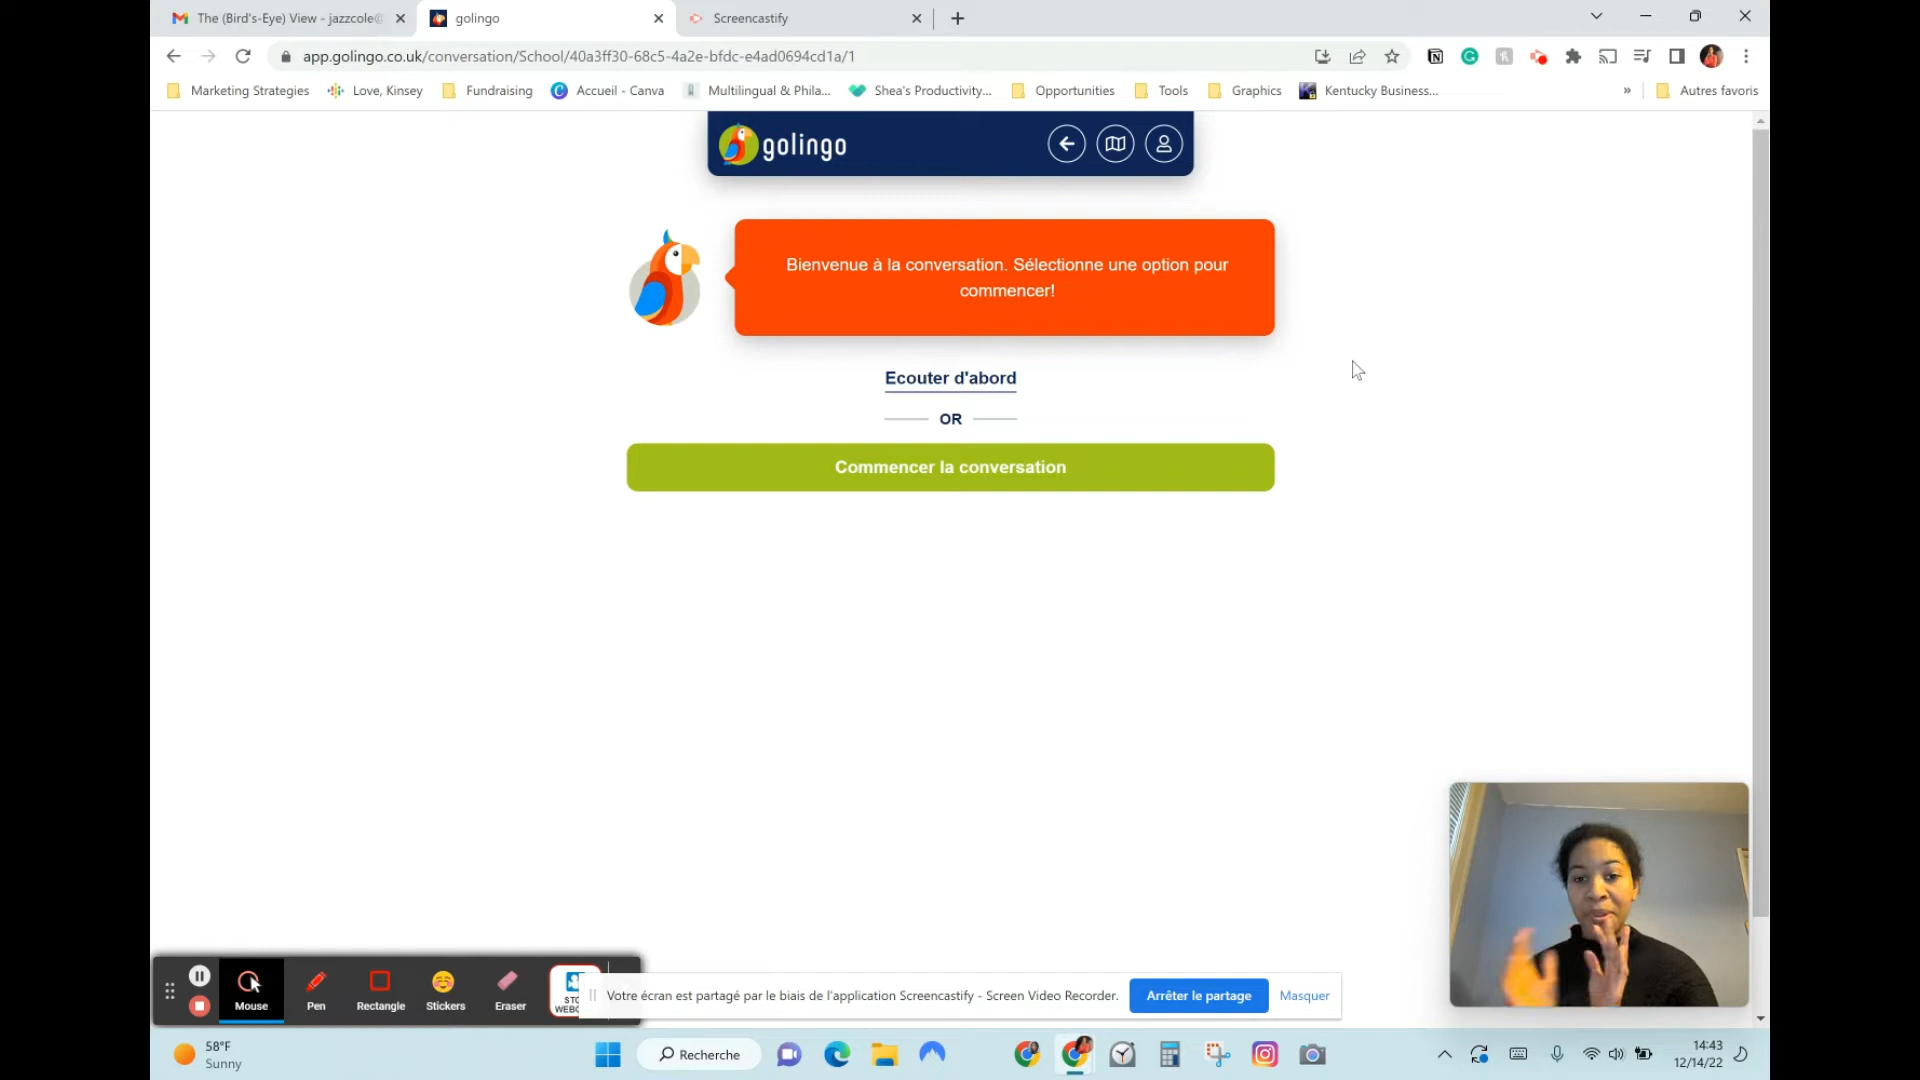 The (Bird's-Eye) View - jazzcole@
golingo
Screencastify
app.golingo.co.uk/conversation/School/40a3ff30-68c5-4a2e-bfdc-e4ad0694cd1a/1
Marketing Strategies
Love, Kinsey
Fundraising
Accueil - Canva
Multilingual & Phila...
Shea's Productivity...
Opportunities
Tools
Graphics
Kentucky Business...
»
Autres favoris
golingo
Bienvenue à la conversation. Sélectionne une option pour
commencer!
Ecouter d'abord
OR
Commencer la conversation
Mouse
Pen
Rectangle
Stickers
Eraser
Votre écran est partagé par le biais de l'application Screencastify - Screen Video Recorder.
Arrêter le partage
Masquer
58°F
Sunny
Recherche
14:43
12/14/22